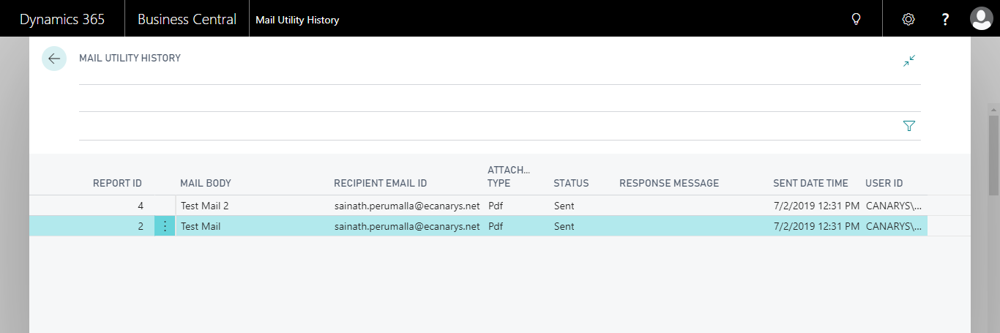 Dynamics 365 Business Central Mail Utility History ?
MAIL UTILITY HISTORY
REPORT ID MAIL BODY RECIPIENT EMAIL ID ATTACH... TYPE STATUS RESPONSE MESSAGE SENT DATE TIME USER ID
4 Test Mail 2 sainath.perumalla@ecanarys.net Pdf Sent 7/2/2019 12:31 PM CANARYS\...
2 Test Mail sainath.perumalla@ecanarys.net Pdf Sent 7/2/2019 12:31 PM CANARYS\...